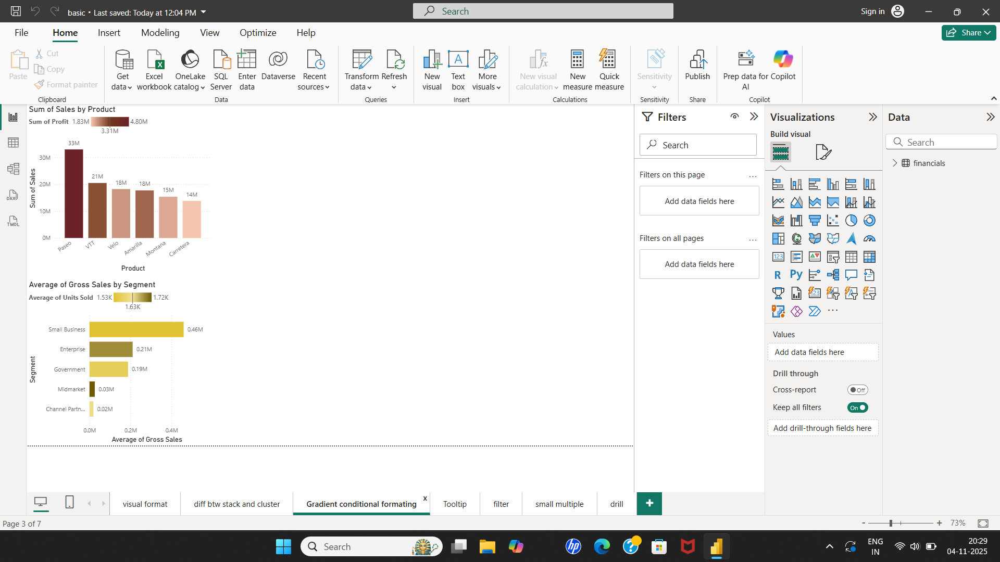 basic • Last saved: Today at 12:04 PM
Search
Sign in
File Home Insert Modeling View Optimize Help
Share
Paste
Cut
Copy
Format painter
Clipboard
Get data
Excel workbook
OneLake catalog
SQL Server
Enter data
Dataverse
Recent sources
Data
Transform data
Refresh
Queries
New visual
Text box
More visuals
Insert
New visual calculation
New measure
Quick measure
Calculations
Sensitivity
Sensitivity
Publish
Share
Prep data for AI
Copilot
Copilot
DAX
TMDL
Sum of Sales by Product
Sum of Profit 1.83M 4.80M
3.31M
33M
21M
18M
18M
15M
14M
30M
20M
10M
0M
Sum of Sales
Paseo
VTT
Velo
Amarilla
Montana
Carretera
Product
Average of Gross Sales by Segment
Average of Units Sold 1.53K 1.72K
1.63K
Segment
Small Business 0.46M
Enterprise 0.21M
Government 0.19M
Midmarket 0.03M
Channel Partn... 0.02M
0.0M 0.2M 0.4M
Average of Gross Sales
Filters
Search
Filters on this page ...
Add data fields here
Filters on all pages ...
Add data fields here
Visualizations
Build visual
123
R Py
123
...
Values
Add data fields here
Drill through
Cross-report Off
Keep all filters On
Add drill-through fields here
Data
Search
financials
visual format
diff btw stack and cluster
Gradient conditional formating x
Tooltip
filter
small multiple
drill
+
Page 3 of 7
- + 73%
Search
hp
ENG
IN
20:29
04-11-2025